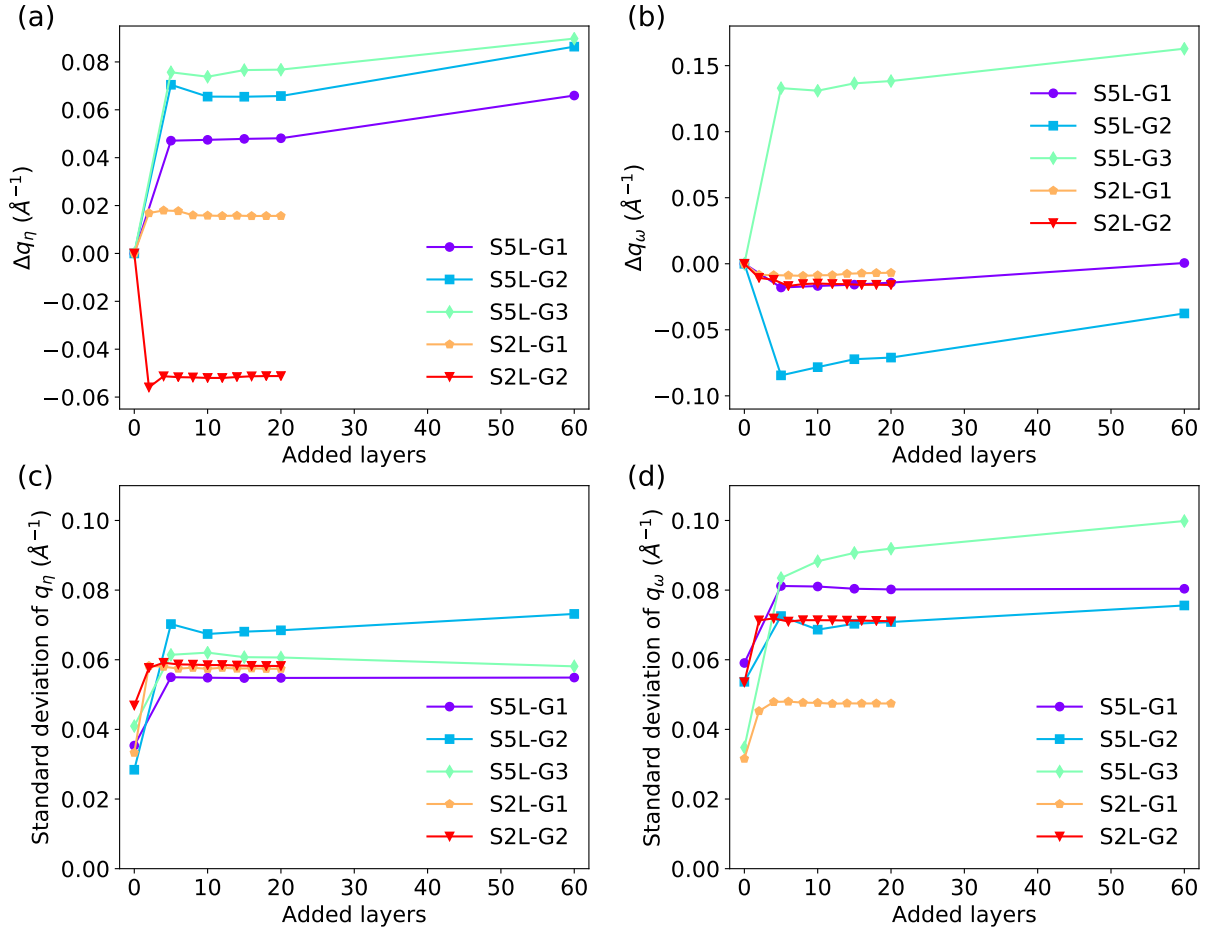 (a)
0.08
0.06
0.04
0.02
0.00
−0.02
−0.04
−0.06
Δqη (Å⁻¹)
S5L-G1
S5L-G2
S5L-G3
S2L-G1
S2L-G2
0 10 20 30 40 50 60
Added layers
(b)
0.15
0.10
0.05
0.00
−0.05
−0.10
Δqω (Å⁻¹)
S5L-G1
S5L-G2
S5L-G3
S2L-G1
S2L-G2
0 10 20 30 40 50 60
Added layers
(c)
0.10
0.08
0.06
0.04
0.02
0.00
Standard deviation of qη (Å⁻¹)
S5L-G1
S5L-G2
S5L-G3
S2L-G1
S2L-G2
0 10 20 30 40 50 60
Added layers
(d)
0.10
0.08
0.06
0.04
0.02
0.00
Standard deviation of qω (Å⁻¹)
S5L-G1
S5L-G2
S5L-G3
S2L-G1
S2L-G2
0 10 20 30 40 50 60
Added layers